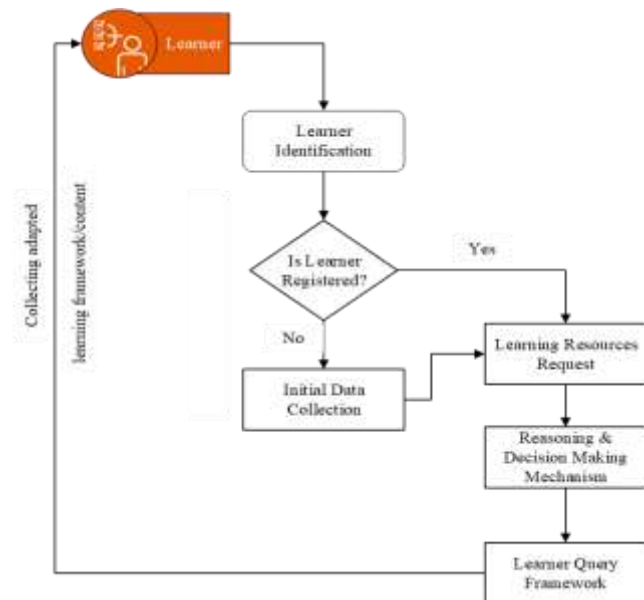 Learner
Learner
Identification
Is Learner
Registered?
Yes
No
Learning Resources
Request
Initial Data
Collection
Reasoning &
Decision Making
Mechanism
Learner Query
Framework
Collecting adapted
learning framework/content